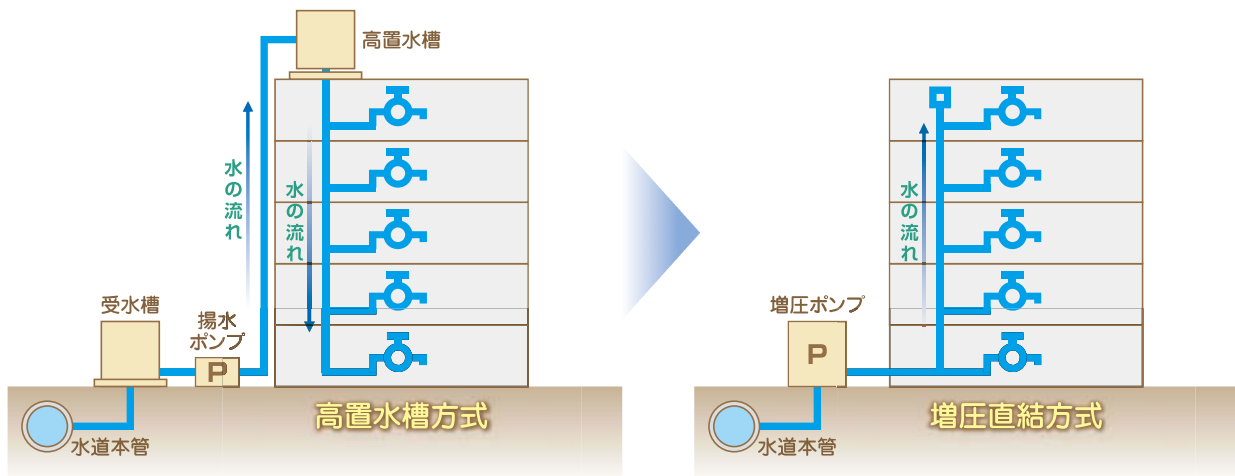 高置水槽
水の流れ
水の流れ
受水槽
揚水
ポンプ
P
水道本管
高置水槽方式
水の流れ
増圧ポンプ
P
水道本管
増圧直結方式